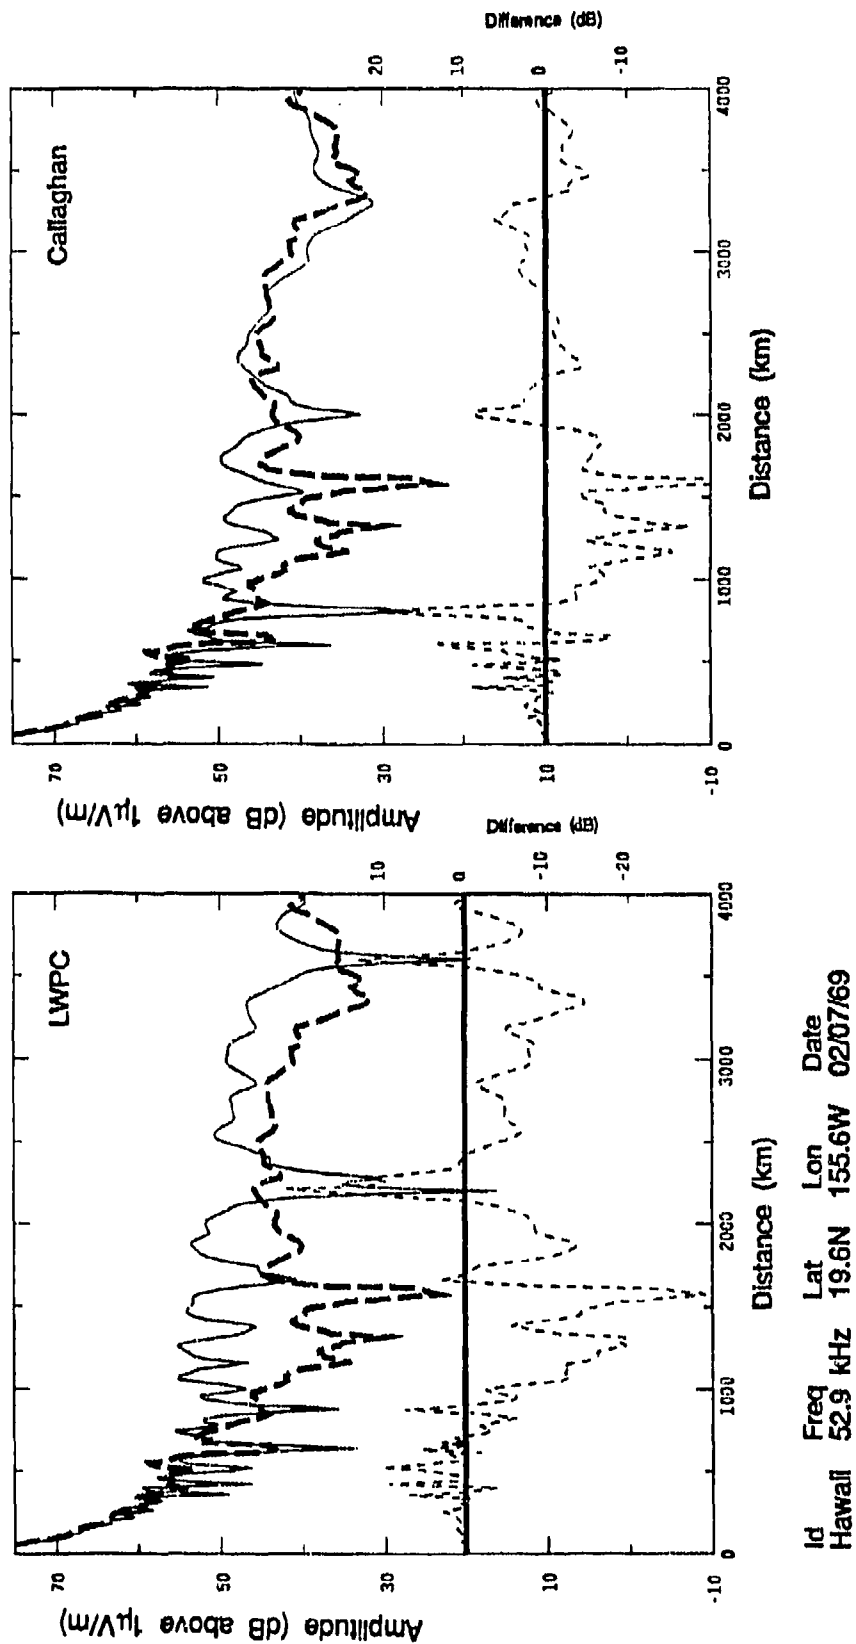 LWPC
Amplitude (dB above 1µV/m)
70
50
30
10
-10
10
0
-10
-20
Difference (dB)
0
1000
2000
3000
4000
Distance (km)
Callaghan
Amplitude (dB above 1µV/m)
70
50
30
10
-10
20
10
0
-10
Difference (dB)
0
1000
2000
3000
4000
Distance (km)
Id Freq Lat Lon Date
Hawaii 52.9 kHz 19.6N 155.6W 02/07/69